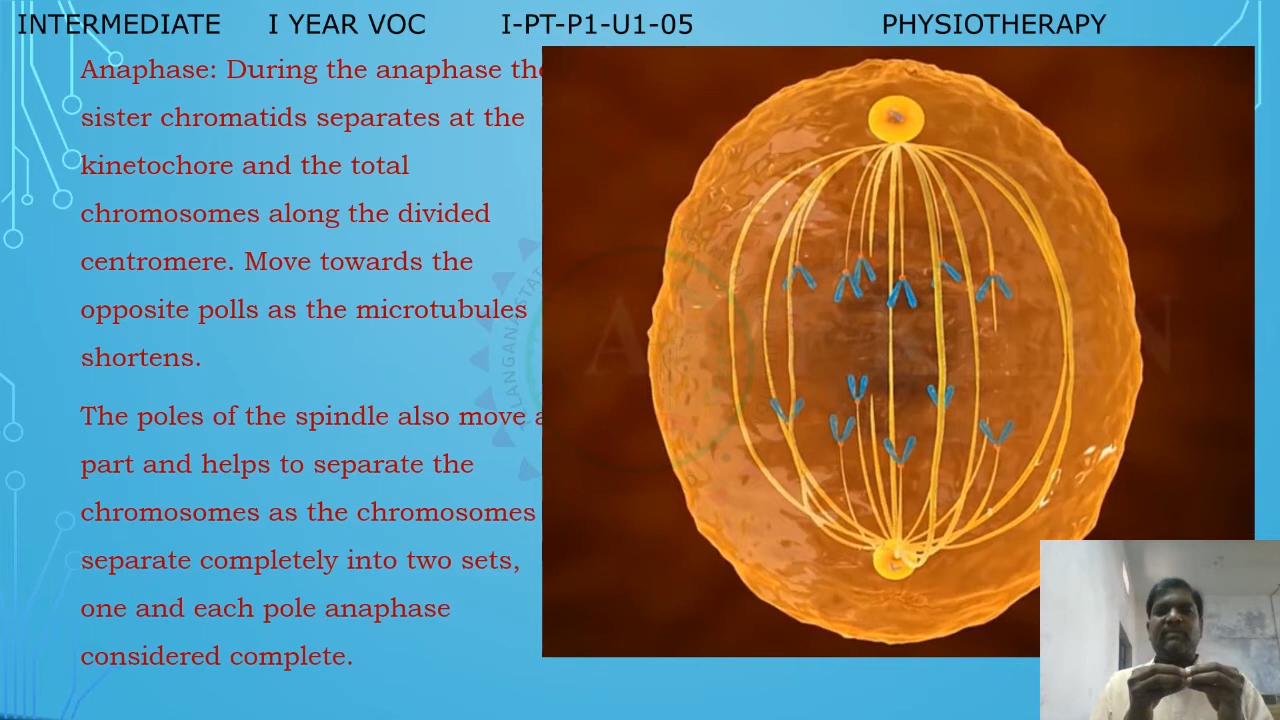 INTERMEDIATE I YEAR VOC I-PT-P1-U1-05 PHYSIOTHERAPY
Anaphase: During the anaphase the
sister chromatids separates at the
kinetochore and the total
chromosomes along the divided
centromere. Move towards the
opposite polls as the microtubules
shortens.
The poles of the spindle also move a
part and helps to separate the
chromosomes as the chromosomes
separate completely into two sets,
one and each pole anaphase
considered complete.